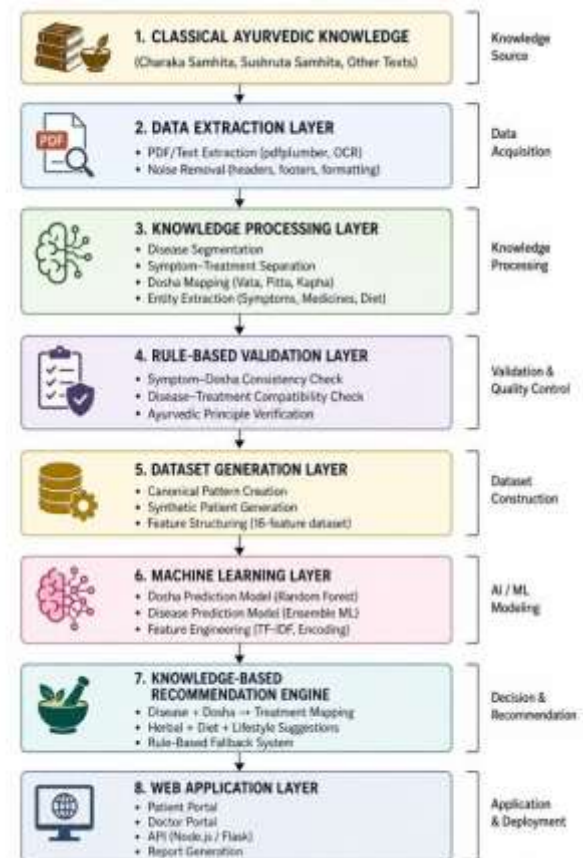 1. CLASSICAL AYURVEDIC KNOWLEDGE
(Charaka Samhita, Sushruta Samhita, Other Texts)
Knowledge
Source
PDF
2. DATA EXTRACTION LAYER
• PDF/Text Extraction (pdfplumber, OCR)
• Noise Removal (headers, footers, formatting)
Data
Acquisition
3. KNOWLEDGE PROCESSING LAYER
• Disease Segmentation
• Symptom–Treatment Separation
• Dosha Mapping (Vata, Pitta, Kapha)
• Entity Extraction (Symptoms, Medicines, Diet)
Knowledge
Processing
4. RULE-BASED VALIDATION LAYER
• Symptom–Dosha Consistency Check
• Disease–Treatment Compatibility Check
• Ayurvedic Principle Verification
Validation &
Quality Control
5. DATASET GENERATION LAYER
• Canonical Pattern Creation
• Synthetic Patient Generation
• Feature Structuring (16-feature dataset)
Dataset
Construction
6. MACHINE LEARNING LAYER
• Dosha Prediction Model (Random Forest)
• Disease Prediction Model (Ensemble ML)
• Feature Engineering (TF-IDF, Encoding)
AI / ML
Modeling
7. KNOWLEDGE-BASED
RECOMMENDATION ENGINE
• Disease + Dosha → Treatment Mapping
• Herbal + Diet + Lifestyle Suggestions
• Rule-Based Fallback System
Decision &
Recommendation
8. WEB APPLICATION LAYER
• Patient Portal
• Doctor Portal
• API (Node.js / Flask)
• Report Generation
Application
& Deployment